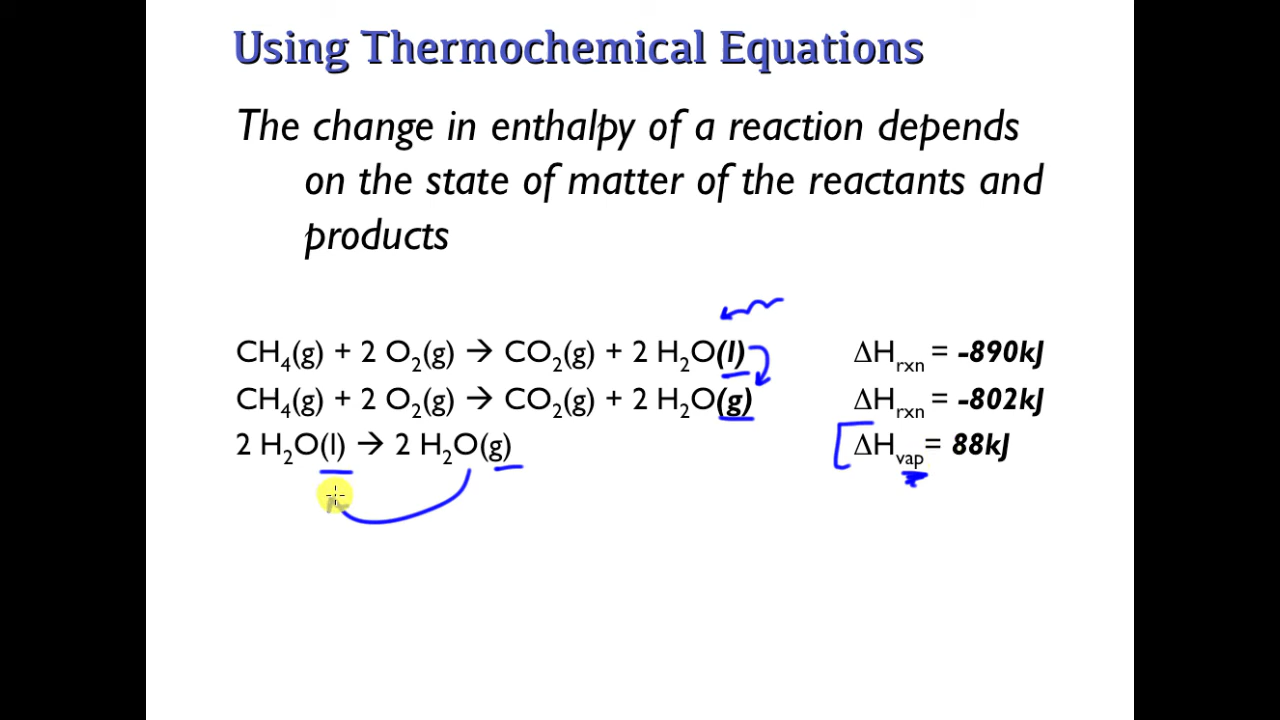 Using Thermochemical Equations
The change in enthalpy of a reaction depends
on the state of matter of the reactants and
products
CH₄(g) + 2 O₂(g) → CO₂(g) + 2 H₂O(l) ΔHrxn = -890kJ
CH₄(g) + 2 O₂(g) → CO₂(g) + 2 H₂O(g) ΔHrxn = -802kJ
2 H₂O(l) → 2 H₂O(g) ΔHvap= 88kJ